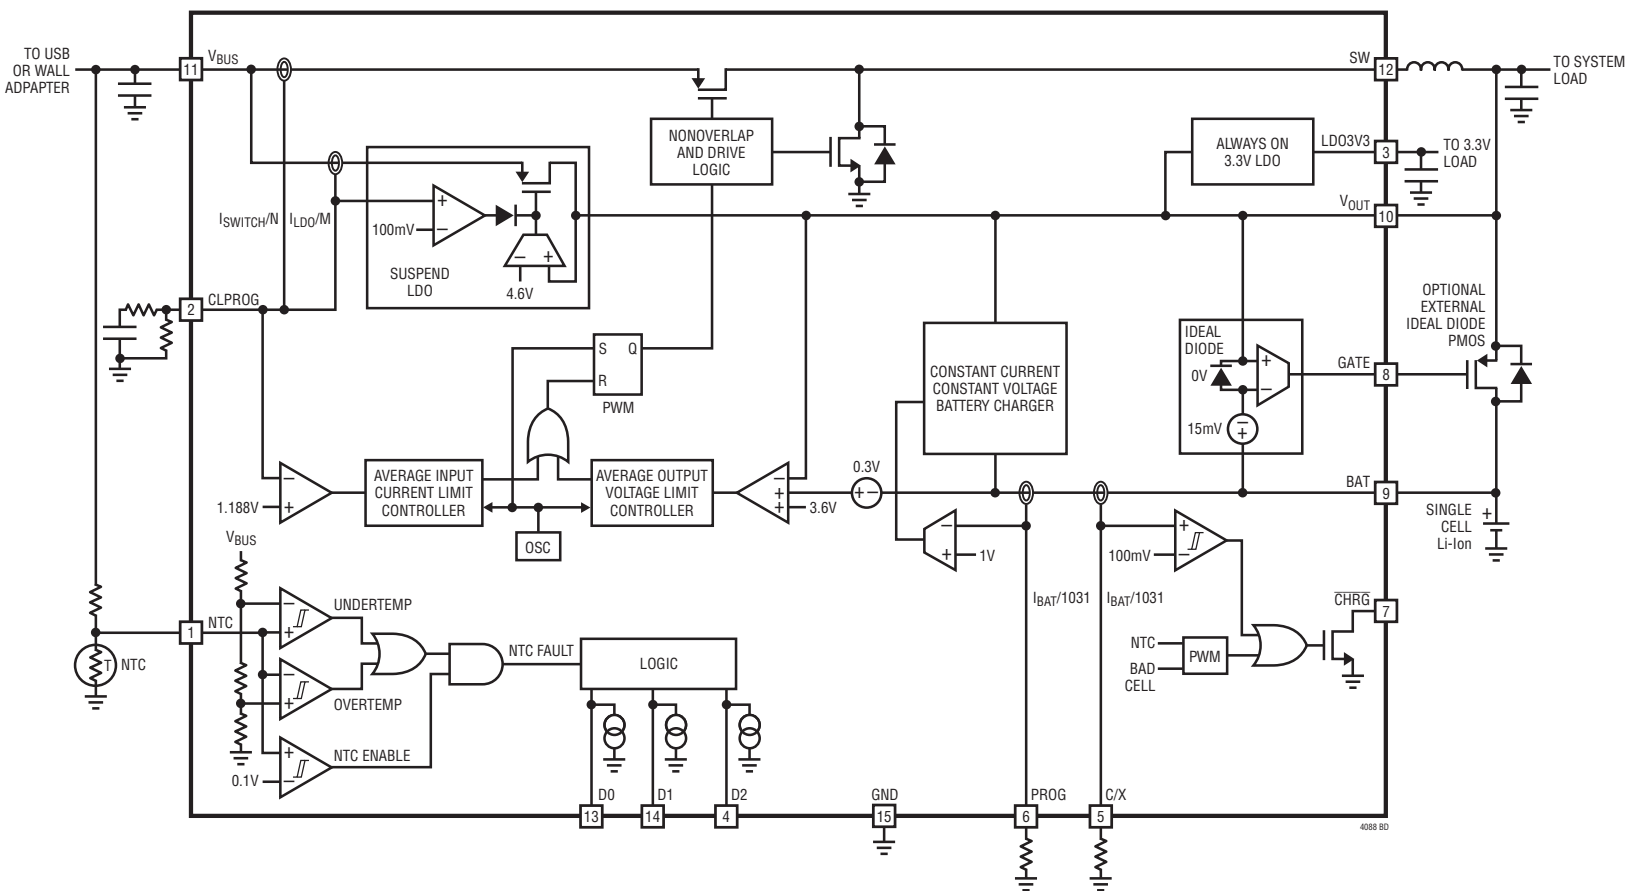 TO USB
OR WALL
ADPAPTER
11
VBUS
SW
12
TO SYSTEM
LOAD
NONOVERLAP
AND DRIVE
LOGIC
ALWAYS ON
3.3V LDO
LDO3V3
3
TO 3.3V
LOAD
VOUT
10
ISWITCH/N
ILDO/M
100mV
+
−
SUSPEND
LDO
− +
4.6V
2
CLPROG
OPTIONAL
EXTERNAL
IDEAL DIODE
PMOS
IDEAL
DIODE
0V
+
−
15mV
−
+
GATE
8
S Q
R
PWM
CONSTANT CURRENT
CONSTANT VOLTAGE
BATTERY CHARGER
−
+
1.188V
AVERAGE INPUT
CURRENT LIMIT
CONTROLLER
AVERAGE OUTPUT
VOLTAGE LIMIT
CONTROLLER
−
+
+
3.6V
0.3V
+ −
BAT
9
OSC
−
+
1V
100mV
+
−
SINGLE
CELL
Li-Ion
+
VBUS
IBAT/1031
IBAT/1031
CHRG
7
−
+
UNDERTEMP
1
NTC
T
NTC
−
+
OVERTEMP
NTC FAULT
LOGIC
NTC
BAD
CELL
PWM
+
−
0.1V
NTC ENABLE
D0
13
D1
14
D2
4
GND
15
PROG
6
C/X
5
4088 BD